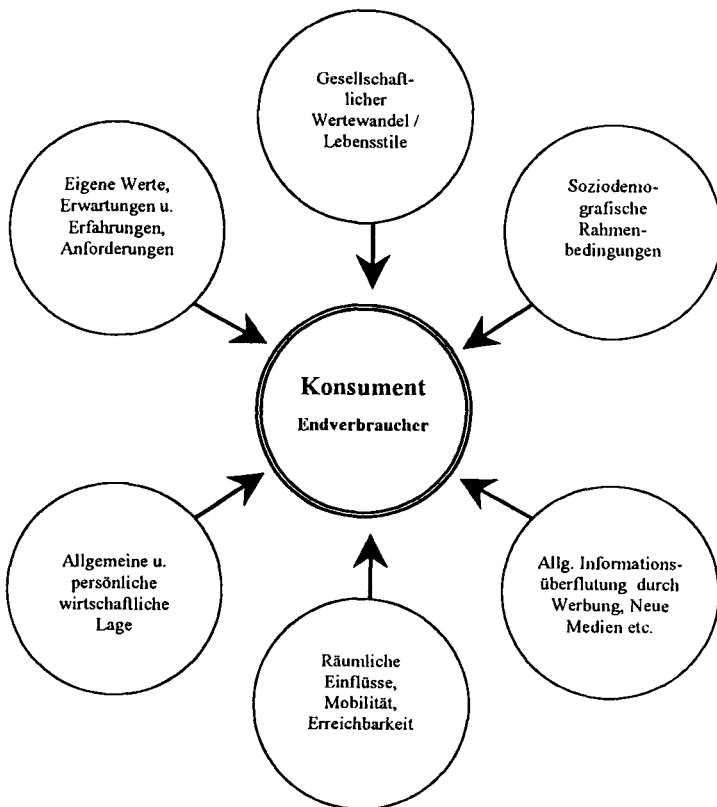 Gesellschaft-
licher
Wertewandel /
Lebensstile
Eigene Werte,
Erwartungen u.
Erfahrungen,
Anforderungen
Soziodemo-
grafische
Rahmen-
bedingungen
Konsument
Endverbraucher
Allgemeine u.
persönliche
wirtschaftliche
Lage
Allg. Informations-
überflutung durch
Werbung, Neue
Medien etc.
Räumliche
Einflüsse,
Mobilität,
Erreichbarkeit